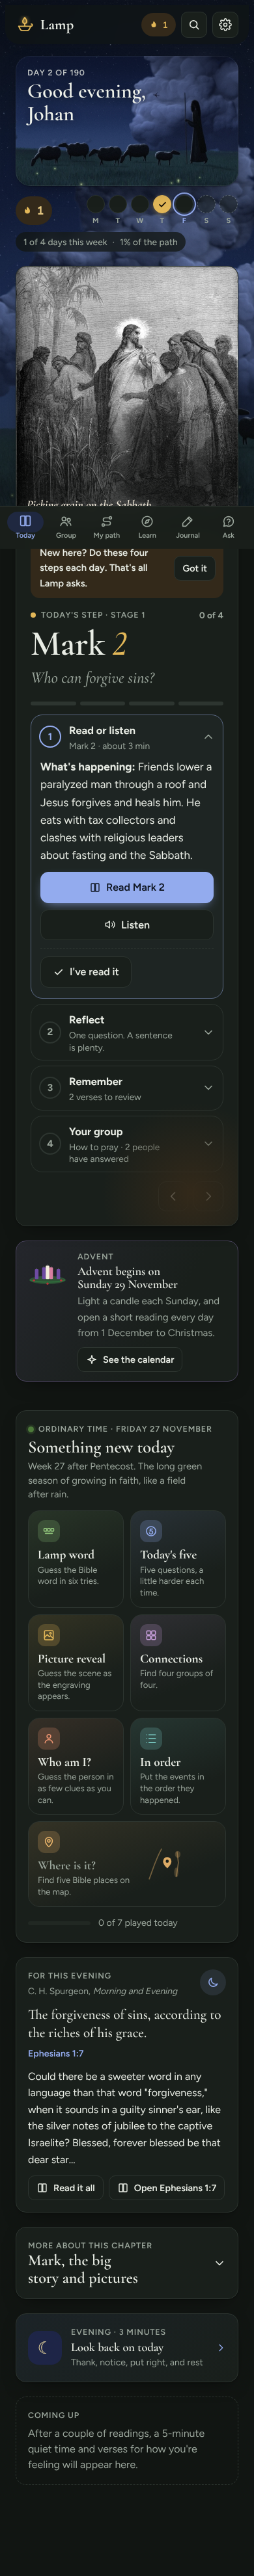 Lamp
1
DAY 2 OF 190
Good evening,
Johan
1
M T W T F S S
1 of 4 days this week · 1% of the path
Picking grain on the Sabbath
Today
Group
My path
Learn
Journal
Ask
New here? Do these four
steps each day. That's all
Lamp asks.
Got it
TODAY'S STEP · STAGE 1
0 of 4
Mark 2
Who can forgive sins?
1
Read or listen
Mark 2 · about 3 min
What's happening: Friends lower a
paralyzed man through a roof and
Jesus forgives and heals him. He
eats with tax collectors and
clashes with religious leaders
about fasting and the Sabbath.
Read Mark 2
Listen
I've read it
2
Reflect
One question. A sentence
is plenty.
3
Remember
2 verses to review
4
Your group
How to pray · 2 people
have answered
ADVENT
Advent begins on
Sunday 29 November
Light a candle each Sunday, and
open a short reading every day
from 1 December to Christmas.
See the calendar
ORDINARY TIME · FRIDAY 27 NOVEMBER
Something new today
Week 27 after Pentecost. The long green
season of growing in faith, like a field
after rain.
Lamp word
Guess the Bible
word in six tries.
Today's five
Five questions, a
little harder each
time.
Picture reveal
Guess the scene as
the engraving
appears.
Connections
Find four groups of
four.
Who am I?
Guess the person in
as few clues as you
can.
In order
Put the events in
the order they
happened.
Where is it?
Find five Bible places on
the map.
0 of 7 played today
FOR THIS EVENING
C. H. Spurgeon, Morning and Evening
The forgiveness of sins, according to
the riches of his grace.
Ephesians 1:7
Could there be a sweeter word in any
language than that word "forgiveness,"
when it sounds in a guilty sinner's ear, like
the silver notes of jubilee to the captive
Israelite? Blessed, forever blessed be that
dear star…
Read it all
Open Ephesians 1:7
MORE ABOUT THIS CHAPTER
Mark, the big
story and pictures
EVENING · 3 MINUTES
Look back on today
Thank, notice, put right, and rest
COMING UP
After a couple of readings, a 5-minute
quiet time and verses for how you're
feeling will appear here.